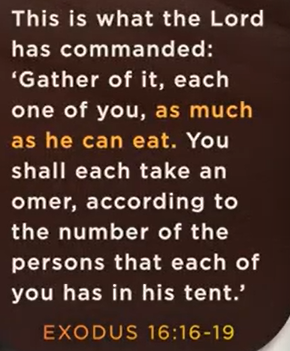 This is what the Lord
has commanded:
‘Gather of it, each
one of you, as much
as he can eat. You
shall each take an
omer, according to
the number of the
persons that each of
you has in his tent.’
EXODUS 16:16-19